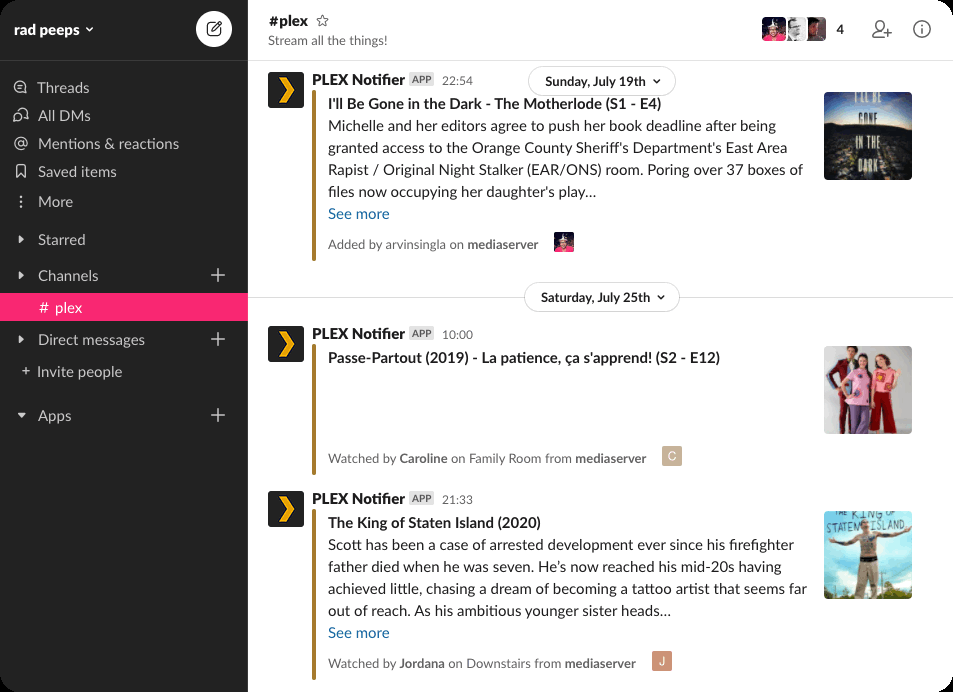 rad peeps
Threads
All DMs
Mentions & reactions
Saved items
More
Starred
Channels
# plex
Direct messages
+ Invite people
Apps
#plex
Stream all the things!
4
Sunday, July 19th
PLEX Notifier APP 22:54
I'll Be Gone in the Dark - The Motherlode (S1 - E4)
Michelle and her editors agree to push her book deadline after being
granted access to the Orange County Sheriff's Department's East Area
Rapist / Original Night Stalker (EAR/ONS) room. Poring over 37 boxes of
files now occupying her daughter's play...
See more
Added by arvinsingla on mediaserver
I'LL BE
GONE
IN THE
DARK
Saturday, July 25th
PLEX Notifier APP 10:00
Passe-Partout (2019) - La patience, ça s'apprend! (S2 - E12)
Watched by Caroline on Family Room from mediaserver
C
PLEX Notifier APP 21:33
The King of Staten Island (2020)
Scott has been a case of arrested development ever since his firefighter
father died when he was seven. He's now reached his mid-20s having
achieved little, chasing a dream of becoming a tattoo artist that seems far
out of reach. As his ambitious younger sister heads...
See more
Watched by Jordana on Downstairs from mediaserver
J
THE KING OF
STATEN ISLAND